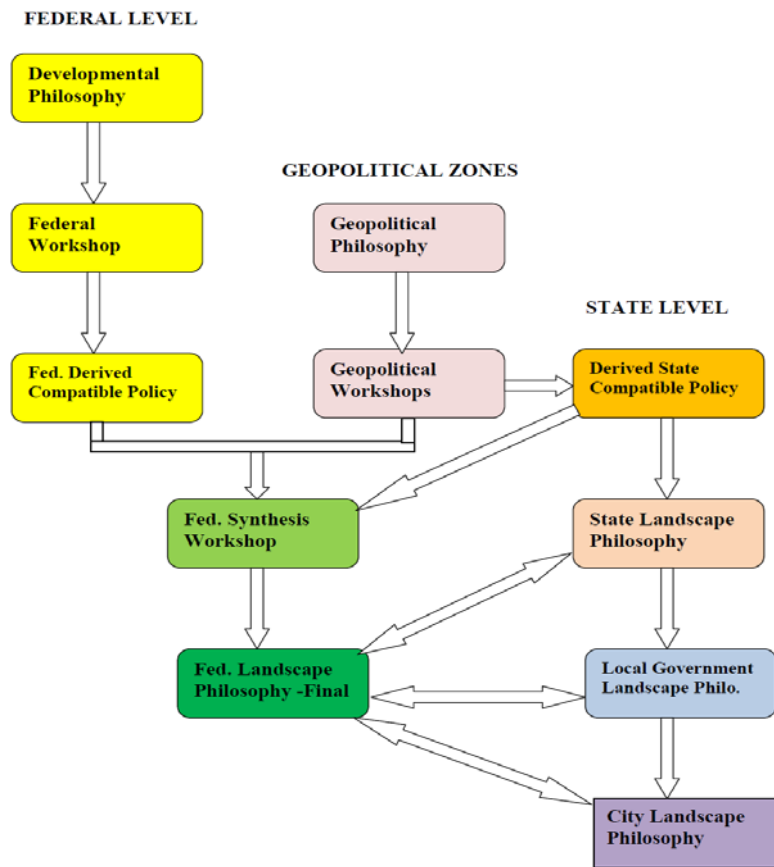 FEDERAL LEVEL
Developmental
Philosophy
GEOPOLITICAL ZONES
Federal
Workshop
Geopolitical
Philosophy
STATE LEVEL
Fed. Derived
Compatible Policy
Geopolitical
Workshops
Derived State
Compatible Policy
Fed. Synthesis
Workshop
State Landscape
Philosophy
Fed. Landscape
Philosophy -Final
Local Government
Landscape Philo.
City Landscape
Philosophy